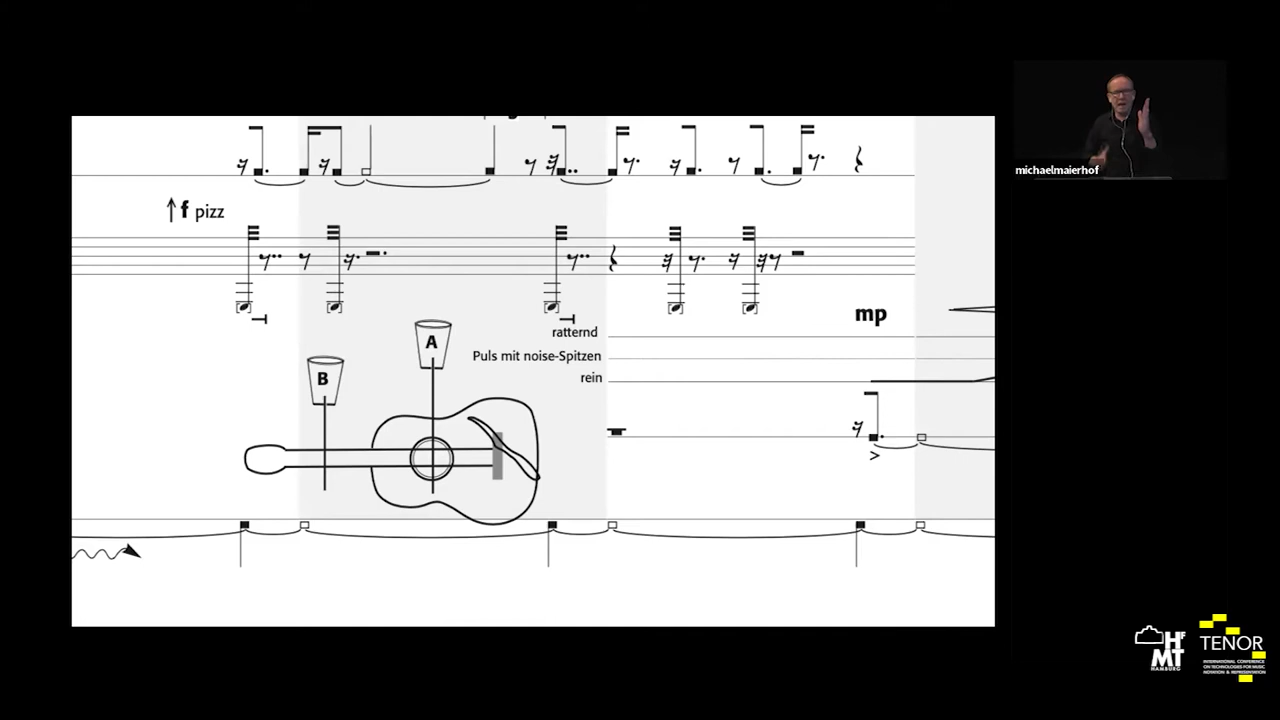 f pizz
ratternd
Puls mit noise-Spitzen
rein
mp
A
B
michaelmaierhof
HfMT
HAMBURG
TENOR
INTERNATIONAL CONFERENCE
ON TECHNOLOGIES FOR MUSIC
NOTATION & REPRESENTATION